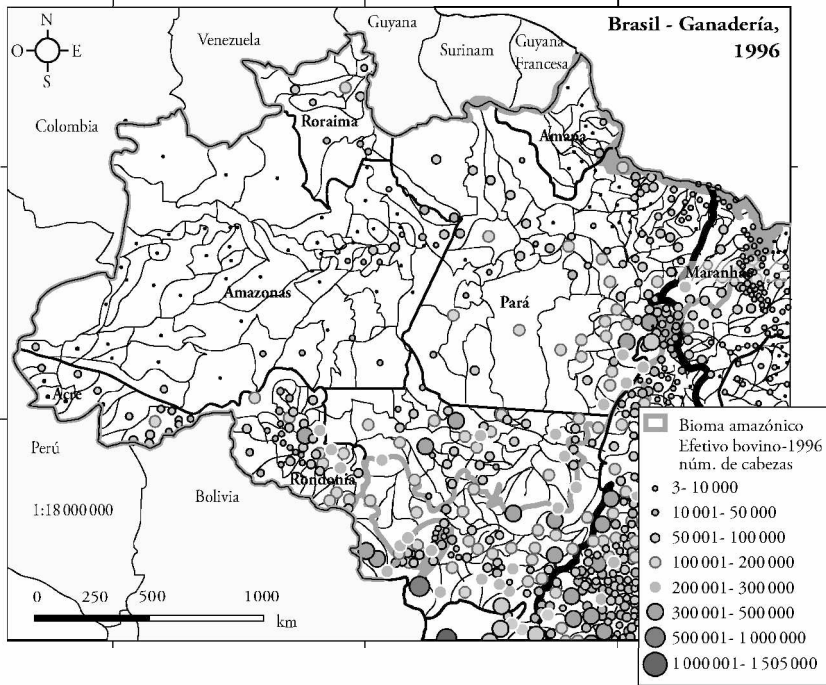 Brasil - Ganadería,
1996
N
O
E
S
Venezuela
Guyana
Surinam
Guyana
Francesa
Colombia
Roraima
Amapa
Amazonas
Pará
Maranhao
Acre
Rondonia
Perú
Bolivia
1:18 000 000
0 250 500 1000
km
Bioma amazónico
Efetivo bovino-1996
núm. de cabezas
3- 10 000
10 001- 50 000
50 001- 100 000
100 001- 200 000
200 001- 300 000
300 001- 500 000
500 001- 1 000 000
1 000 001- 1 505 000